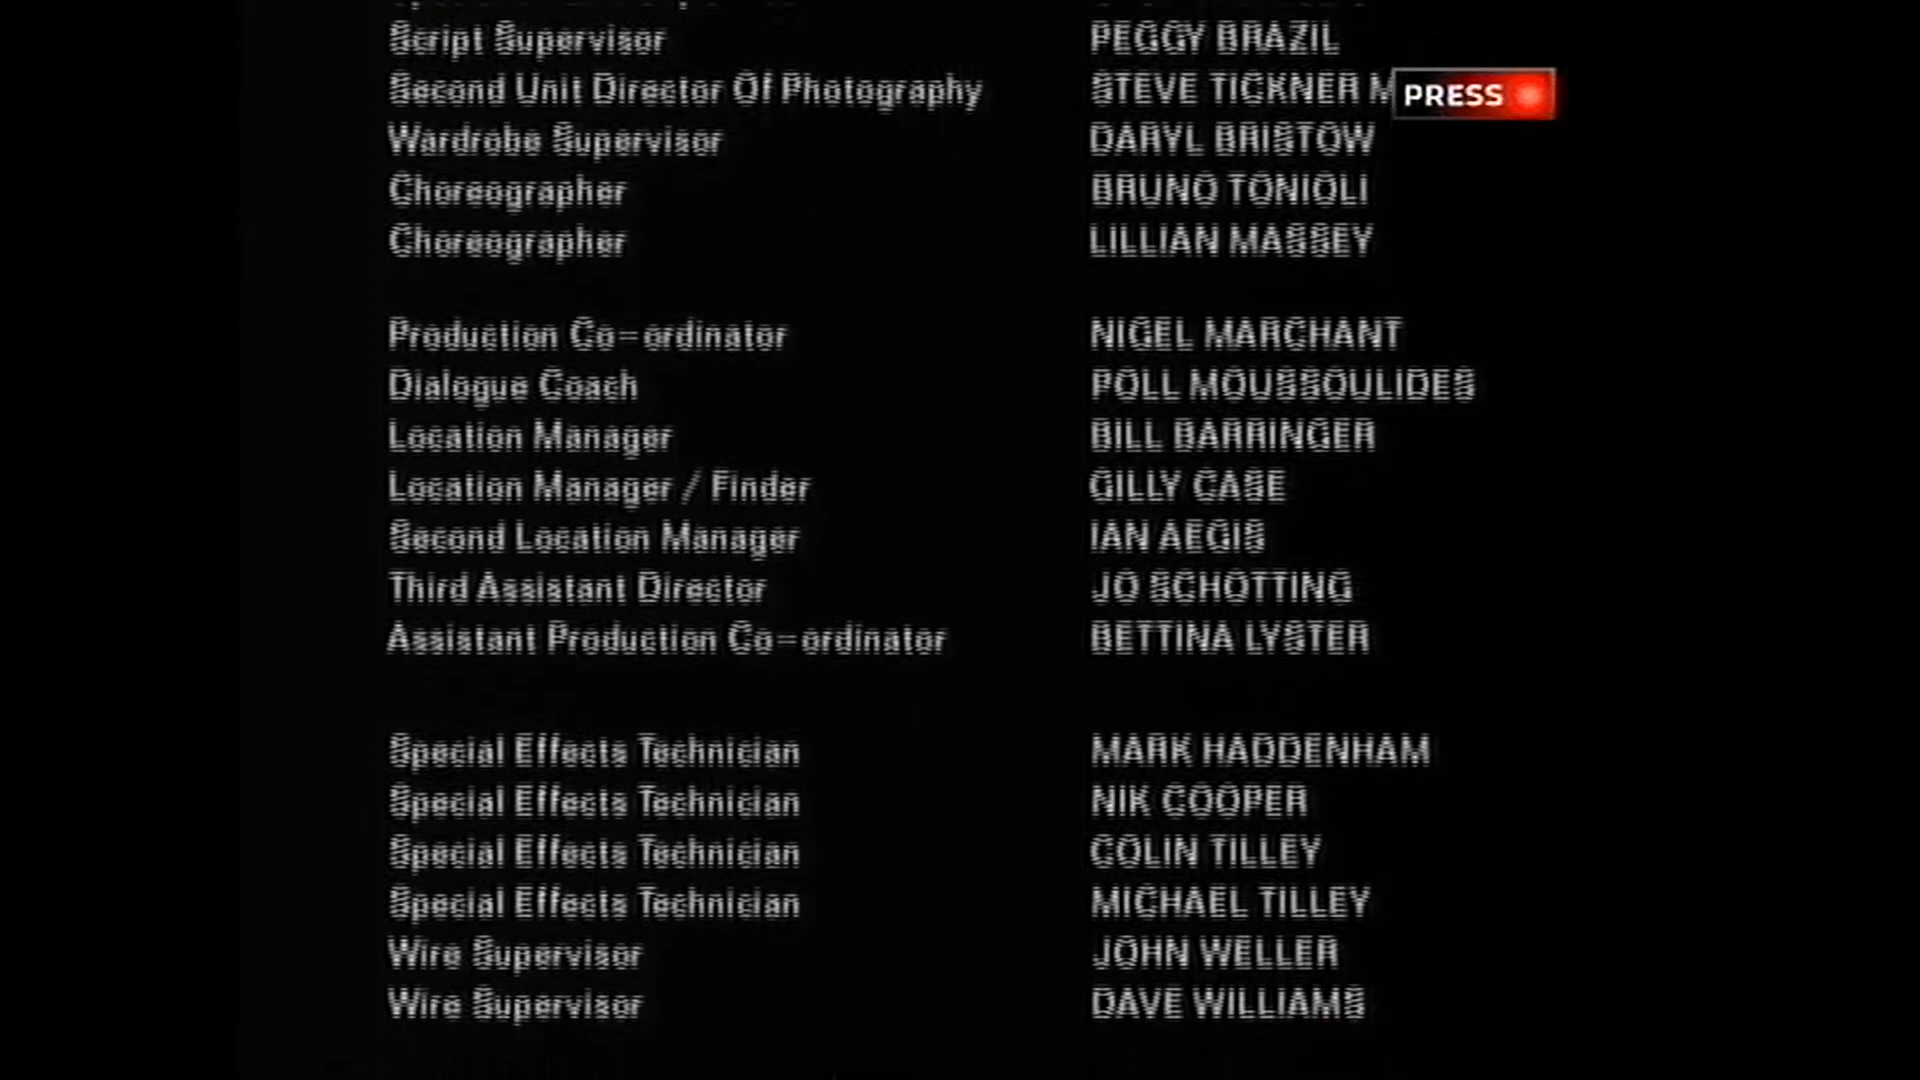 Script Supervisor PEGGY BRAZIL
Second Unit Director Of Photography STEVE TICKNER M
PRESS
Wardrobe Supervisor DARYL BRISTOW
Choreographer BRUNO TONIOLI
Choreographer LILLIAN MASSEY
Production Co-ordinator NIGEL MARCHANT
Dialogue Coach POLL MOUSSOULIDES
Location Manager BILL BARRINGER
Location Manager / Finder GILLY CASE
Second Location Manager IAN AEGIS
Third Assistant Director JO SCHOTTING
Assistant Production Co-ordinator BETTINA LYSTER
Special Effects Technician MARK HADDENHAM
Special Effects Technician NIK COOPER
Special Effects Technician COLIN TILLEY
Special Effects Technician MICHAEL TILLEY
Wire Supervisor JOHN WELLER
Wire Supervisor DAVE WILLIAMS